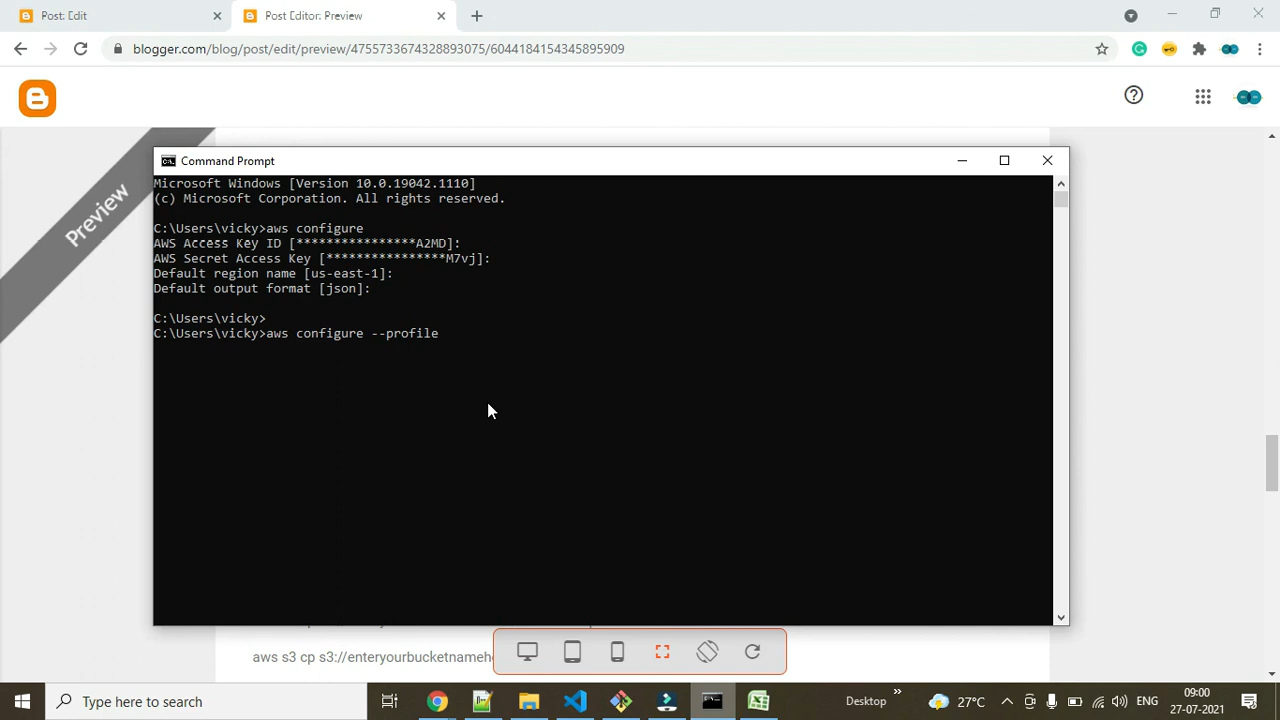 Post: Edit
Post Editor: Preview
blogger.com/blog/post/edit/preview/4755733674328893075/6044184154345895909
Preview
Command Prompt
Microsoft Windows [Version 10.0.19042.1110]
(c) Microsoft Corporation. All rights reserved.
C:\Users\vicky>aws configure
AWS Access Key ID [****************A2MD]:
AWS Secret Access Key [****************M7vj]:
Default region name [us-east-1]:
Default output format [json]:
C:\Users\vicky>
C:\Users\vicky>aws configure --profile
aws s3 cp s3://enteryourbucketnameh
Type here to search
Desktop
27°C
ENG
09:00
27-07-2021